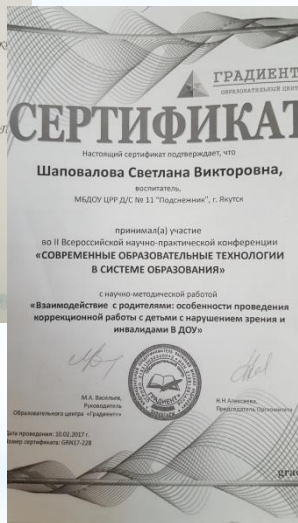 ГРАДИЕНТ
ОБРАЗОВАТЕЛЬНЫЙ ЦЕНТР
СЕРТИФИКАТ
Настоящий сертификат подтверждает, что
Шаповалова Светлана Викторовна,
воспитатель,
МБДОУ ЦРР Д/С № 11 "Подснежник", г. Якутск
принимал(а) участие
во II Всероссийской научно-практической конференции
«СОВРЕМЕННЫЕ ОБРАЗОВАТЕЛЬНЫЕ ТЕХНОЛОГИИ
В СИСТЕМЕ ОБРАЗОВАНИЯ»
с научно-методической работой
«Взаимодействие с родителями: особенности проведения
коррекционной работы с детьми с нарушением зрения и
инвалидами В ДОУ»
М.А. Васильев,
Руководитель
Образовательного центра «Градиент»
Н.Н.Алексеева,
Председатель Оргкомитета
ГРАДИЕНТ
Дата проведения: 10.02.2017 г.
Номер сертификата: GRN17-228